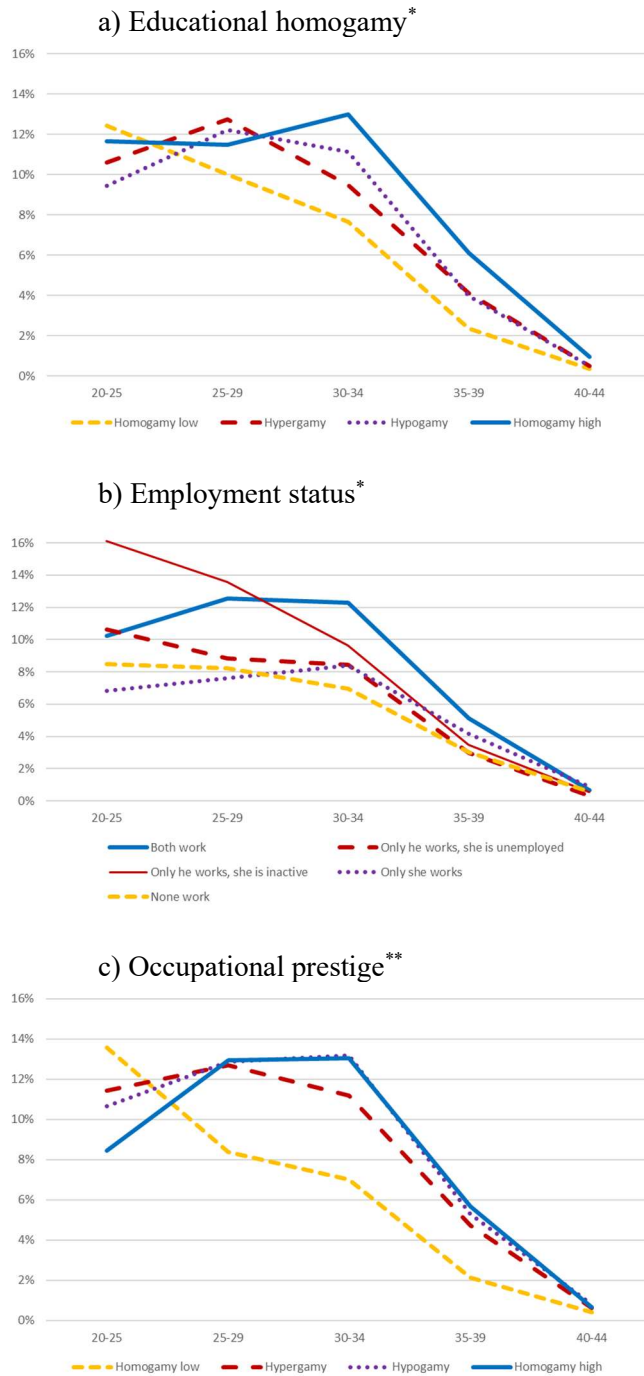 a) Educational homogamy*
16%
14%
12%
10%
8%
6%
4%
2%
0%
20-25 25-29 30-34 35-39 40-44
Homogamy low Hypergamy Hypogamy Homogamy high
b) Employment status*
16%
14%
12%
10%
8%
6%
4%
2%
0%
20-25 25-29 30-34 35-39 40-44
Both work Only he works, she is unemployed
Only he works, she is inactive Only she works
None work
c) Occupational prestige**
16%
14%
12%
10%
8%
6%
4%
2%
0%
20-25 25-29 30-34 35-39 40-44
Homogamy low Hypergamy Hypogamy Homogamy high